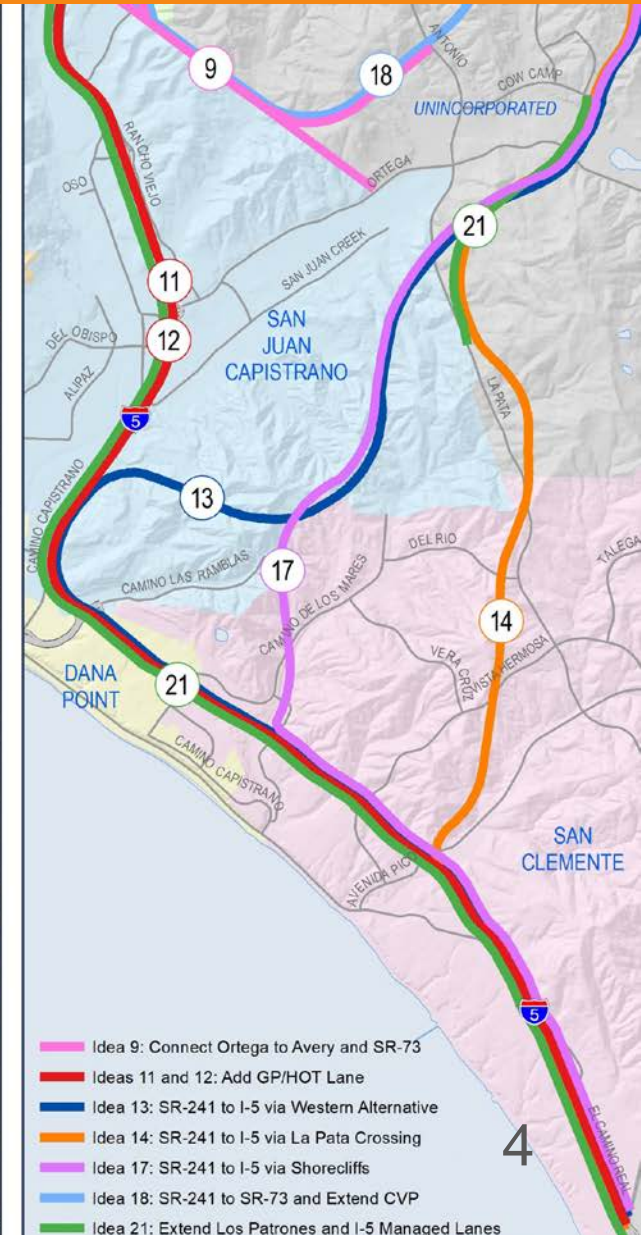 9
18
ANTONIO
COW CAMP
UNINCORPORATED
RANCHO VIEJO
OSO
ORTEGA
21
SAN JUAN CREEK
11
SAN
JUAN
CAPISTRANO
12
DEL OBISPO
ALIPAZ
LA PATA
5
CAMINO CAPISTRANO
13
DEL RIO
TALEGA
CAMINO LAS RAMBLAS
17
CAMINO DE LOS MARES
14
VERA CRUZ
VISTA HERMOSA
DANA
POINT
21
CAMINO CAPISTRANO
SAN
CLEMENTE
AVENIDA PICO
5
EL CAMINO REAL
Idea 9: Connect Ortega to Avery and SR-73
Ideas 11 and 12: Add GP/HOT Lane
Idea 13: SR-241 to I-5 via Western Alternative
Idea 14: SR-241 to I-5 via La Pata Crossing
4
Idea 17: SR-241 to I-5 via Shorecliffs
Idea 18: SR-241 to SR-73 and Extend CVP
Idea 21: Extend Los Patrones and I-5 Managed Lanes